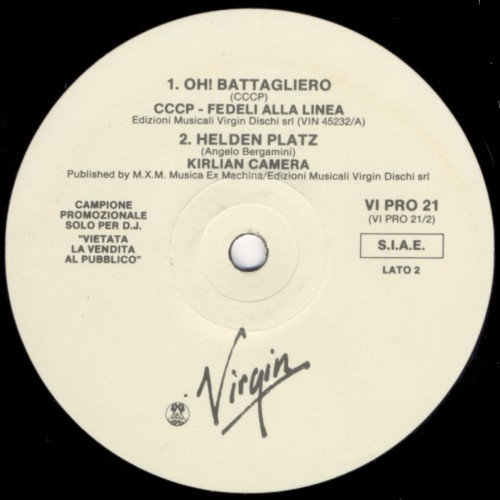 1. OH! BATTAGLIERO
(CCCP)
CCCP - FEDELI ALLA LINEA
Edizioni Musicali Virgin Dischi srl (VIN 45232/A)
2. HELDEN PLATZ
(Angelo Bergamini)
KIRLIAN CAMERA
Published by M.X.M. Musica Ex Machina/Edizioni Musicali Virgin Dischi srl
CAMPIONE
PROMOZIONALE
SOLO PER D.J.
"VIETATA
LA VENDITA
AL PUBBLICO"
VI PRO 21
(VI PRO 21/2)
S.I.A.E.
LATO 2
Virgin